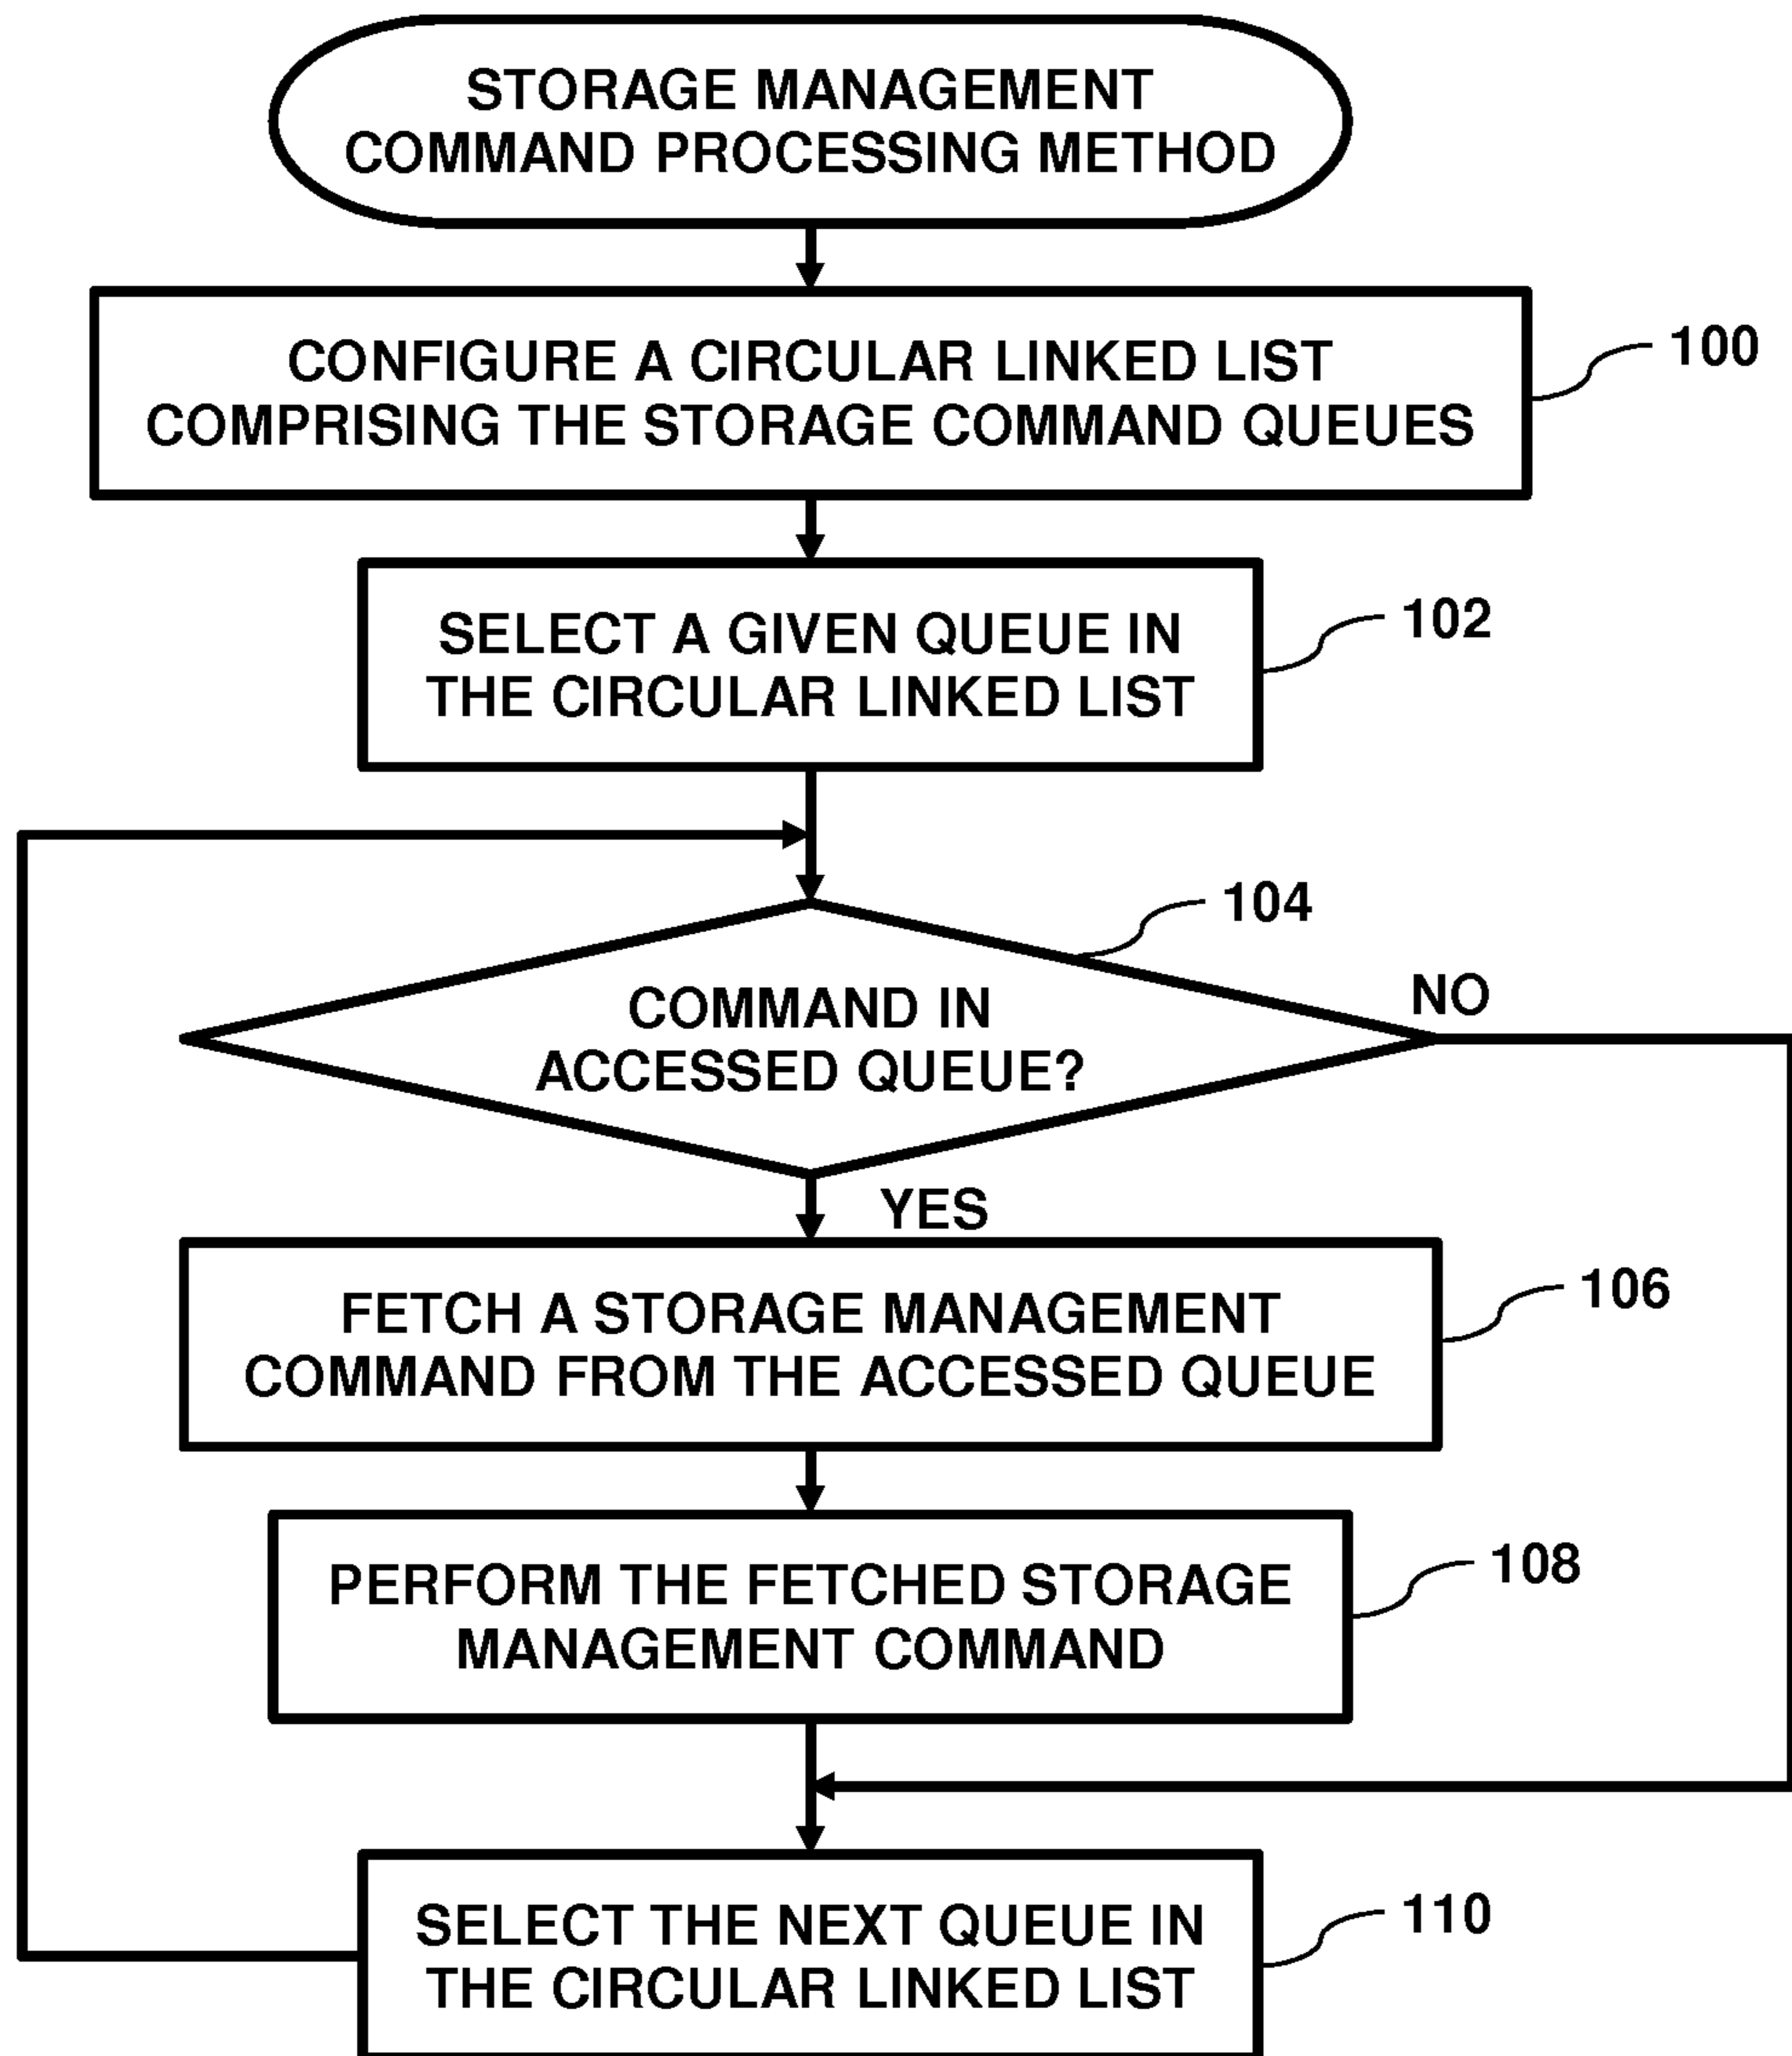 STORAGE MANAGEMENT
COMMAND PROCESSING METHOD
CONFIGURE A CIRCULAR LINKED LIST
COMPRISING THE STORAGE COMMAND QUEUES
100
SELECT A GIVEN QUEUE IN
THE CIRCULAR LINKED LIST
102
104
COMMAND IN
ACCESSED QUEUE?
NO
YES
FETCH A STORAGE MANAGEMENT
COMMAND FROM THE ACCESSED QUEUE
106
PERFORM THE FETCHED STORAGE
MANAGEMENT COMMAND
108
SELECT THE NEXT QUEUE IN
THE CIRCULAR LINKED LIST
110